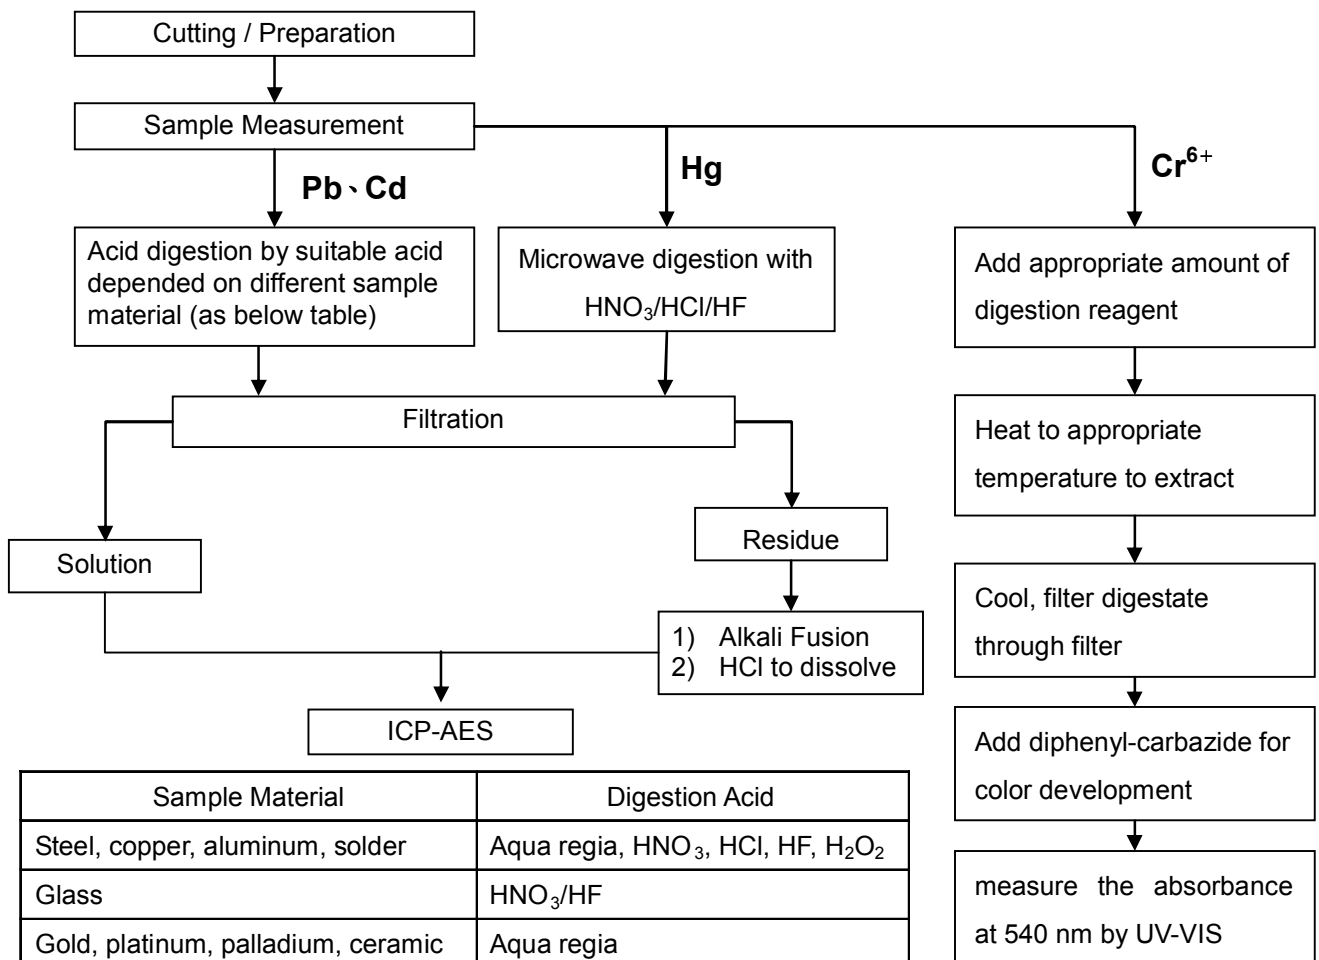 Cutting / Preparation
Sample Measurement
Pb、Cd
Hg
Cr⁶⁺
Acid digestion by suitable acid
depended on different sample
material (as below table)
Microwave digestion with
HNO₃/HCl/HF
Add appropriate amount of
digestion reagent
Filtration
Heat to appropriate
temperature to extract
Solution
Residue
1) Alkali Fusion
2) HCl to dissolve
Cool, filter digestate
through filter
ICP-AES
Add diphenyl-carbazide for
color development
Sample Material Digestion Acid
Steel, copper, aluminum, solder Aqua regia, HNO₃, HCl, HF, H₂O₂
Glass HNO₃/HF
Gold, platinum, palladium, ceramic Aqua regia
measure the absorbance
at 540 nm by UV-VIS